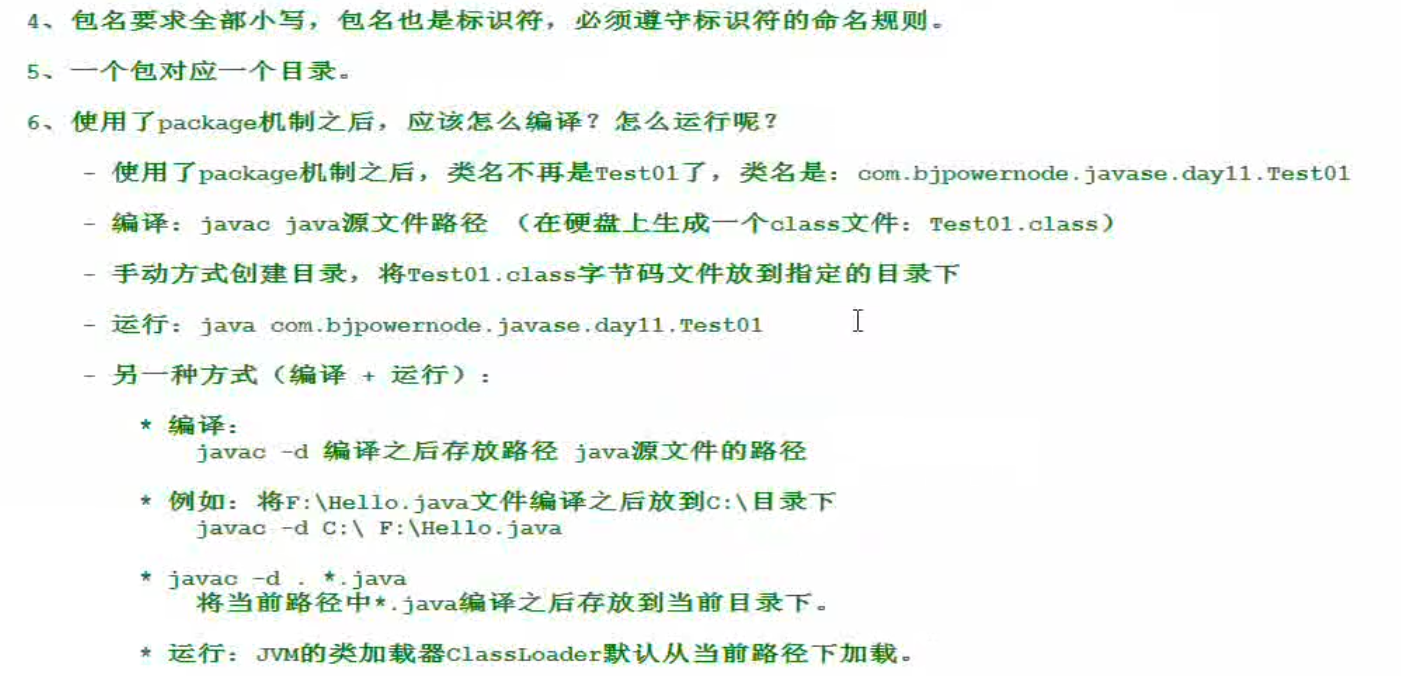 4、包名要求全部小写，包名也是标识符，必须遵守标识符的命名规则。
5、一个包对应一个目录。
6、使用了package机制之后，应该怎么编译？怎么运行呢？
- 使用了package机制之后，类名不再是Test01了，类名是：com.bjpowernode.javase.day11.Test01
- 编译：javac java源文件路径 （在硬盘上生成一个class文件：Test01.class）
- 手动方式创建目录，将Test01.class字节码文件放到指定的目录下
- 运行：java com.bjpowernode.javase.day11.Test01
- 另一种方式（编译 + 运行）：
* 编译：
javac -d 编译之后存放路径 java源文件的路径
* 例如：将F:\Hello.java文件编译之后放到C:\目录下
javac -d C:\ F:\Hello.java
* javac -d . *.java
将当前路径中*.java编译之后存放到当前目录下。
* 运行：JVM的类加载器ClassLoader默认从当前路径下加载。